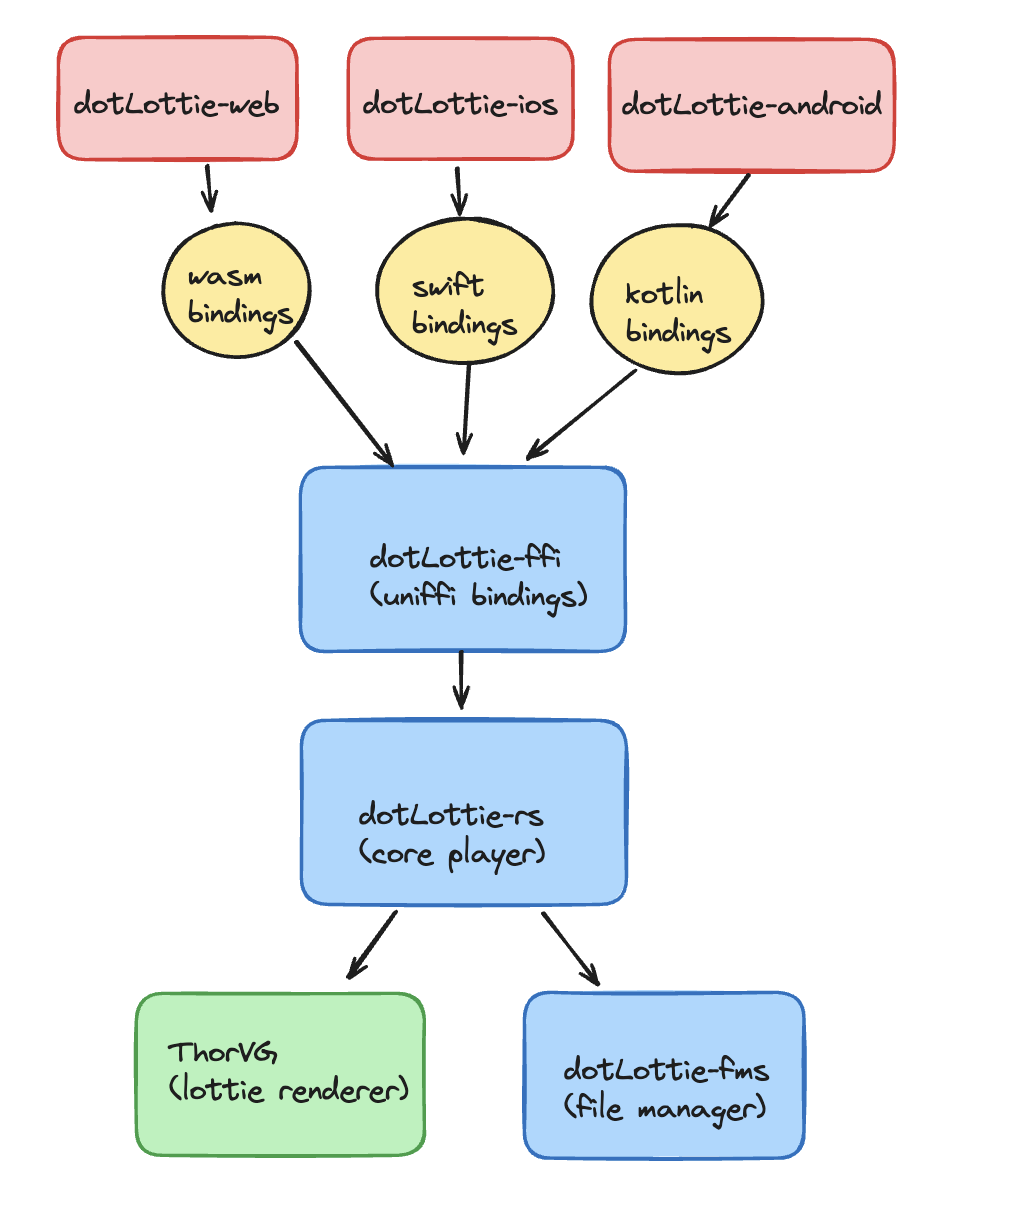 dotLottie-web
dotLottie-ios
dotLottie-android
wasm
bindings
swift
bindings
kotlin
bindings
dotLottie-ffi
(uniffi bindings)
dotLottie-rs
(core player)
ThorVG
(lottie renderer)
dotLottie-fms
(file manager)